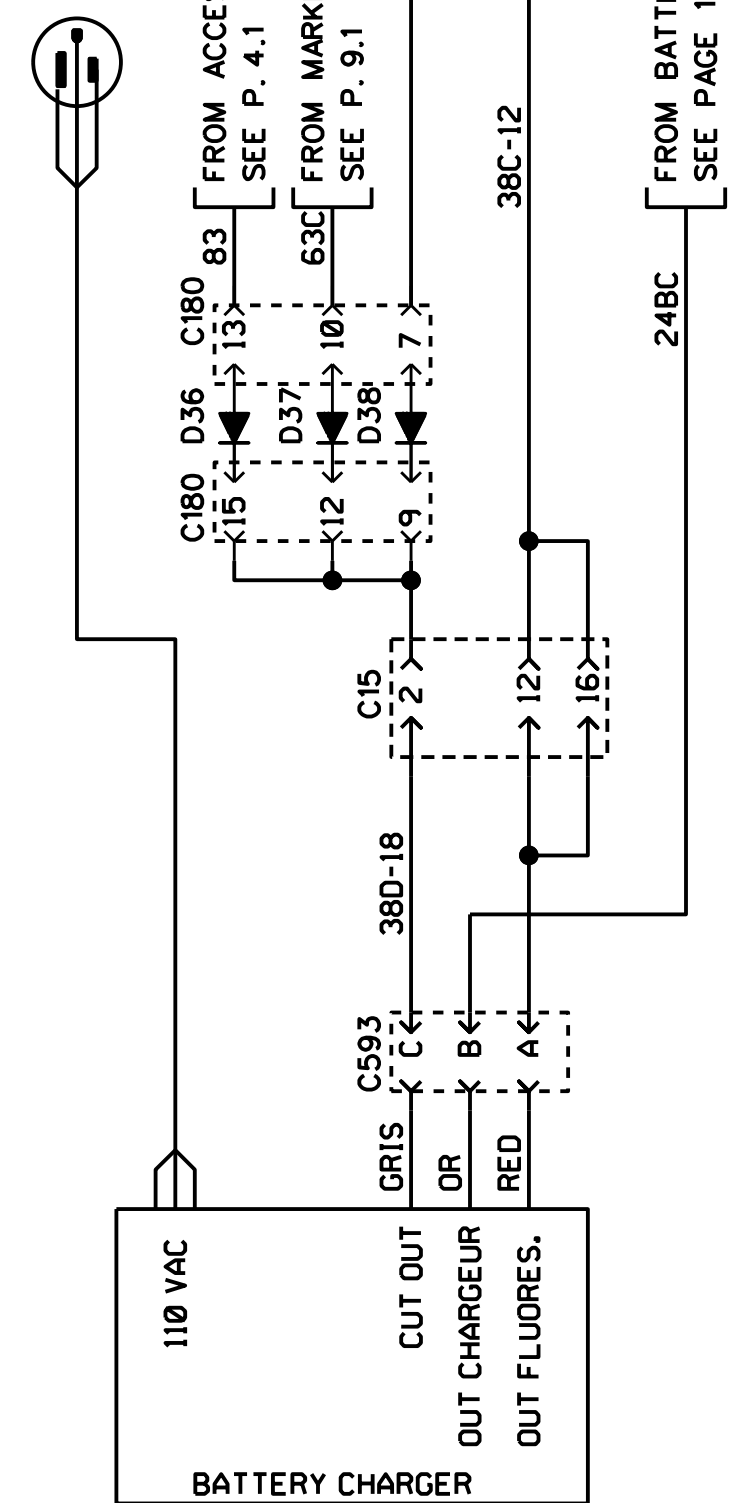 FROM ACCE
SEE P. 4.1
FROM MARK
SEE P. 9.1
38C-12
FROM BATT
SEE PAGE 1
83
63C
24BC
C180
13
10
7
D36
D37
D38
C180
15
12
9
C15
2
12
16
38D-18
C593
C
B
A
GRIS
OR
RED
110 VAC
CUT OUT
OUT CHARGEUR
OUT FLUORES.
BATTERY CHARGER